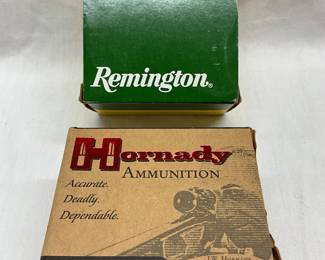 Remington®
Hornady
AMMUNITION
Accurate.
Deadly.
Dependable.